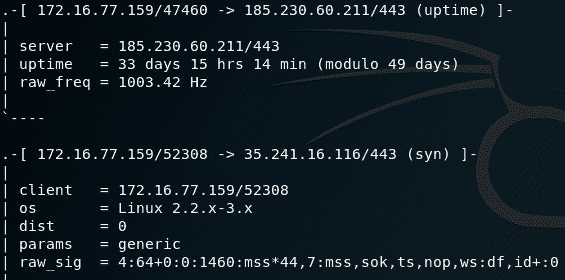 .-[ 172.16.77.159/47460 -> 185.230.60.211/443 (uptime) ]-
|
| server   = 185.230.60.211/443
| uptime   = 33 days 15 hrs 14 min (modulo 49 days)
| raw_freq = 1003.42 Hz
|
`----
.-[ 172.16.77.159/52308 -> 35.241.16.116/443 (syn) ]-
|
| client   = 172.16.77.159/52308
| os       = Linux 2.2.x-3.x
| dist     = 0
| params   = generic
| raw_sig  = 4:64+0:0:1460:mss*44,7:mss,sok,ts,nop,ws:df,id+:0